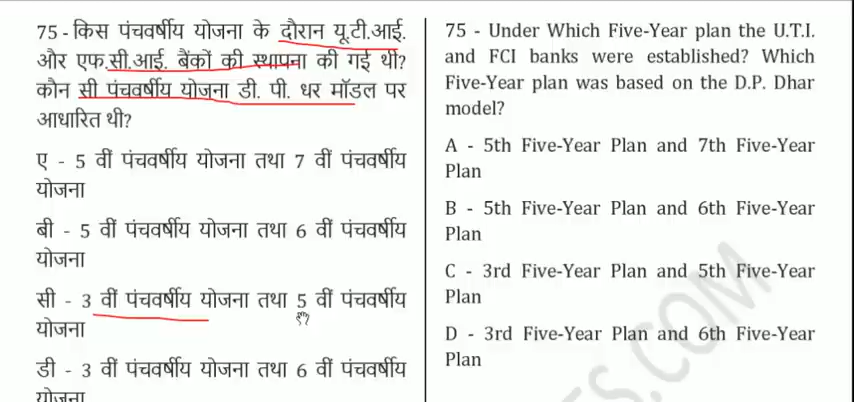 75 - किस पंचवर्षीय योजना के दौरान यू.टी.आई.
और एफ.सी.आई. बैंकों की स्थापना की गई थी?
कौन सी पंचवर्षीय योजना डी. पी. धर मॉडल पर
आधारित थी?
ए - 5 वीं पंचवर्षीय योजना तथा 7 वीं पंचवर्षीय
योजना
बी - 5 वीं पंचवर्षीय योजना तथा 6 वीं पंचवर्षीय
योजना
सी - 3 वीं पंचवर्षीय योजना तथा 5 वीं पंचवर्षीय
योजना
डी - 3 वीं पंचवर्षीय योजना तथा 6 वीं पंचवर्षीय
योजना
75 - Under Which Five-Year plan the U.T.I.
and FCI banks were established? Which
Five-Year plan was based on the D.P. Dhar
model?
A - 5th Five-Year Plan and 7th Five-Year
Plan
B - 5th Five-Year Plan and 6th Five-Year
Plan
C - 3rd Five-Year Plan and 5th Five-Year
Plan
D - 3rd Five-Year Plan and 6th Five-Year
Plan
ES.COM